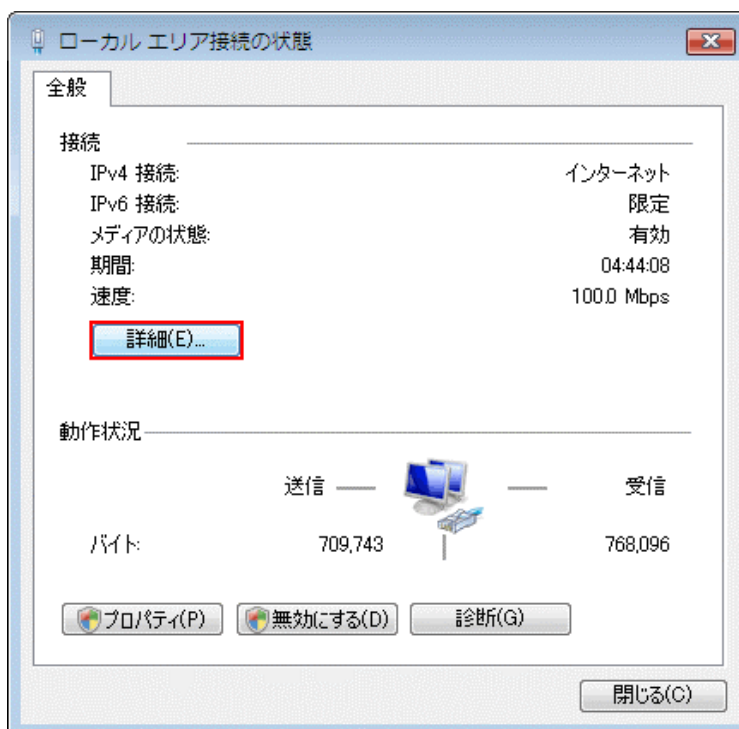 ローカル エリア接続の状態
全般
接続
IPv4 接続: インターネット
IPv6 接続: 限定
メディアの状態: 有効
期間: 04:44:08
速度: 100.0 Mbps
詳細(E)...
動作状況
送信 受信
バイト: 709,743 768,096
プロパティ(P) 無効にする(D) 診断(G)
閉じる(C)